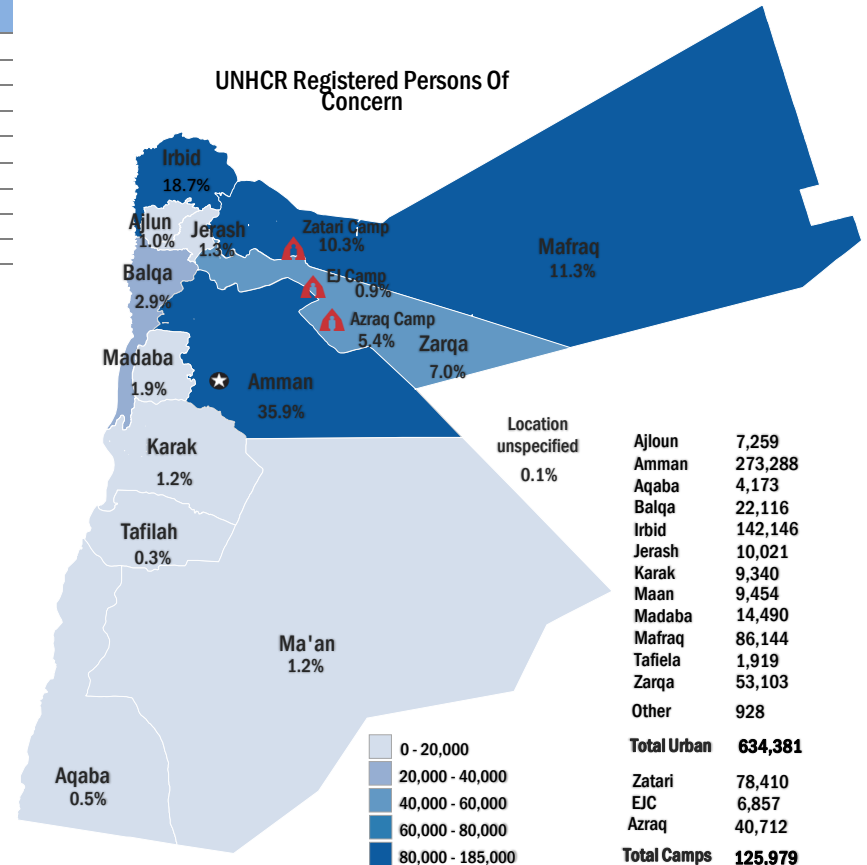 UNHCR Registered Persons Of
Concern
Irbid
18.7%
Ajlun
1.0%
Jerash
1.3%
Zatari Camp
10.3%
Mafraq
11.3%
Balqa
2.9%
EJ Camp
0.9%
Azraq Camp
5.4%
Zarqa
7.0%
Madaba
1.9%
Amman
35.9%
Karak
1.2%
Location
unspecified
0.1%
Tafilah
0.3%
Ma'an
1.2%
Aqaba
0.5%
0 - 20,000
20,000 - 40,000
40,000 - 60,000
60,000 - 80,000
80,000 - 185,000
Ajloun 7,259
Amman 273,288
Aqaba 4,173
Balqa 22,116
Irbid 142,146
Jerash 10,021
Karak 9,340
Maan 9,454
Madaba 14,490
Mafraq 86,144
Tafiela 1,919
Zarqa 53,103
Other 928
Total Urban 634,381
Zatari 78,410
EJC 6,857
Azraq 40,712
Total Camps 125,979